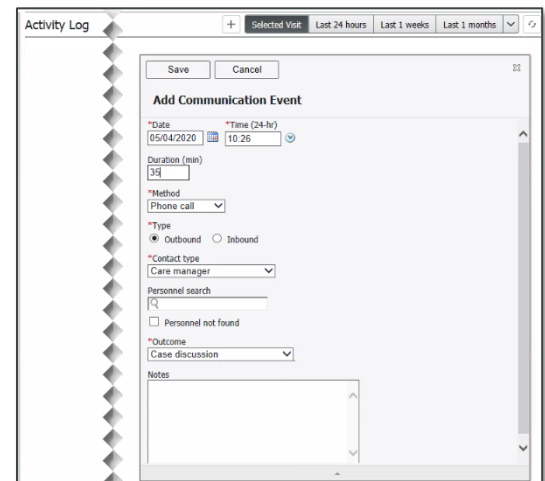 Activity Log + Selected Visit Last 24 hours Last 1 weeks Last 1 months
Save Cancel
Add Communication Event
*Date *Time (24-hr)
05/04/2020 10:26
Duration (min)
35
*Method
Phone call
*Type
Outbound Inbound
*Contact type
Care manager
Personnel search
Personnel not found
*Outcome
Case discussion
Notes